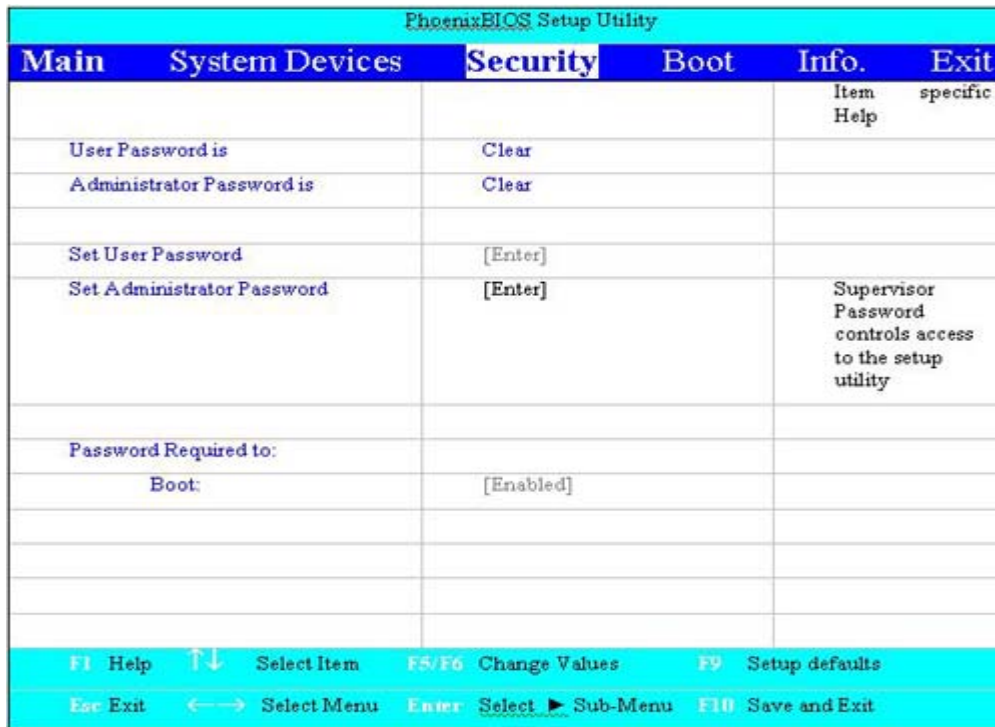 PhoenixBIOS Setup Utility
Main System Devices Security Boot Info. Exit
Item specific
Help
User Password is Clear
Administrator Password is Clear
Set User Password [Enter]
Set Administrator Password [Enter] Supervisor
Password
controls access
to the setup
utility
Password Required to:
Boot: [Enabled]
F1 Help ↑↓ Select Item F5/F6 Change Values F9 Setup defaults
Esc Exit ←→ Select Menu Enter Select ► Sub-Menu F10 Save and Exit